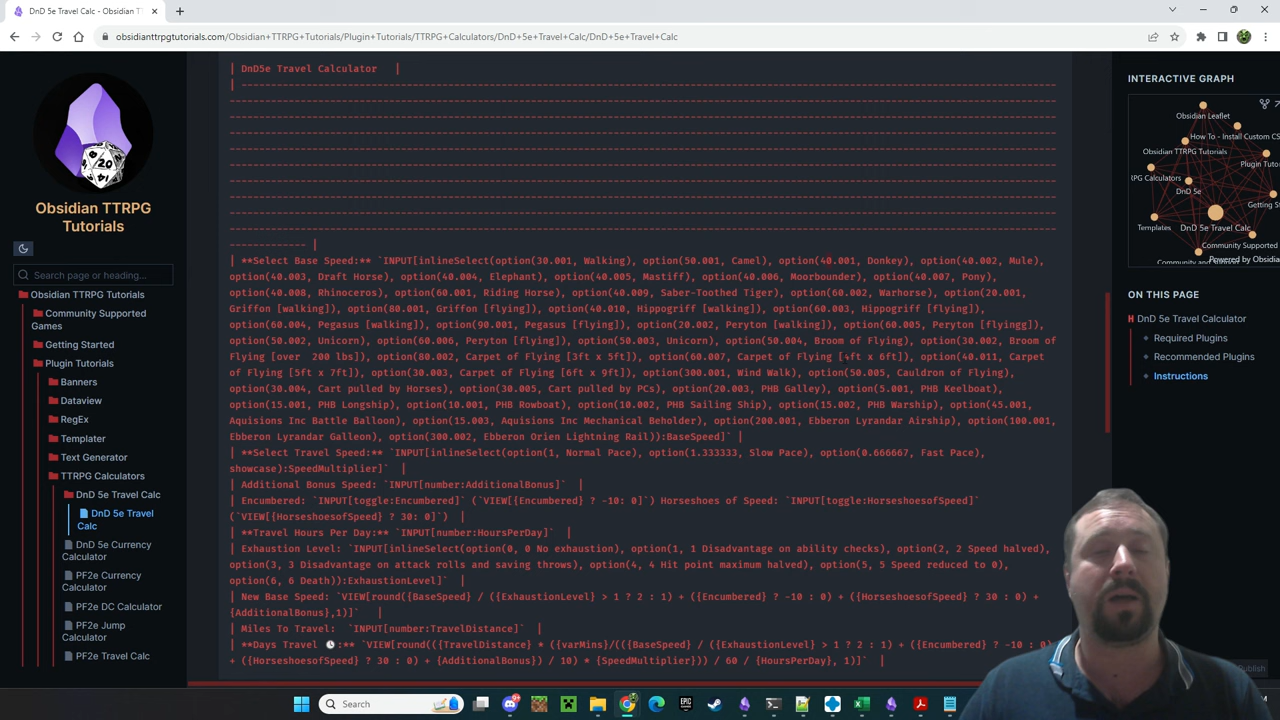 DnD 5e Travel Calc - Obsidian TT
obsidianttrpgtutorials.com/Obsidian+TTRPG+Tutorials/Plugin+Tutorials/TTRPG+Calculators/DnD+5e+Travel+Calc/DnD+5e+Travel+Calc
Obsidian TTRPG
Tutorials
Search page or heading...
Obsidian TTRPG Tutorials
Community Supported
Games
Getting Started
Plugin Tutorials
Banners
Dataview
RegEx
Templater
Text Generator
TTRPG Calculators
DnD 5e Travel Calc
DnD 5e Travel
Calc
DnD 5e Currency
Calculator
PF2e Currency
Calculator
PF2e DC Calculator
PF2e Jump
Calculator
PF2e Travel Calc
| DnD5e Travel Calculator |
| ----------------------------------------------------------------------------------------------------
----------------------------------------------------------------------------------------------------
----------------------------------------------------------------------------------------------------
----------------------------------------------------------------------------------------------------
----------------------------------------------------------------------------------------------------
----------------------------------------------------------------------------------------------------
----------------------------------------------------------------------------------------------------
----------------------------------------------------------------------------------------------------
----------------------------------------------------------------------------------------------------
----------------------------------------------------------------------------------------------------
------------- |
| **Select Base Speed:** `INPUT[inlineSelect(option(30.001, Walking), option(50.001, Camel), option(40.001, Donkey), option(40.002, Mule),
option(40.003, Draft Horse), option(40.004, Elephant), option(40.005, Mastiff), option(40.006, Moorbounder), option(40.007, Pony),
option(40.008, Rhinoceros), option(60.001, Riding Horse), option(40.009, Saber-Toothed Tiger), option(60.002, Warhorse), option(20.001,
Griffon [walking]), option(80.001, Griffon [flying]), option(40.010, Hippogriff [walking]), option(60.003, Hippogriff [flying]),
option(60.004, Pegasus [walking]), option(90.001, Pegasus [flying]), option(20.002, Peryton [walking]), option(60.005, Peryton [flyingg]),
option(50.002, Unicorn), option(60.006, Peryton [flying]), option(50.003, Unicorn), option(50.004, Broom of Flying), option(30.002, Broom of
Flying [over 200 lbs]), option(80.002, Carpet of Flying [3ft x 5ft]), option(60.007, Carpet of Flying [4ft x 6ft]), option(40.011, Carpet
of Flying [5ft x 7ft]), option(30.003, Carpet of Flying [6ft x 9ft]), option(300.001, Wind Walk), option(50.005, Cauldron of Flying),
option(30.004, Cart pulled by Horses), option(30.005, Cart pulled by PCs), option(20.003, PHB Galley), option(5.001, PHB Keelboat),
option(15.001, PHB Longship), option(10.001, PHB Rowboat), option(10.002, PHB Sailing Ship), option(15.002, PHB Warship), option(45.001,
Aquisions Inc Battle Balloon), option(15.003, Aquisions Inc Mechanical Beholder), option(200.001, Ebberon Lyrandar Airship), option(100.001,
Ebberon Lyrandar Galleon), option(300.002, Ebberon Orien Lightning Rail)):BaseSpeed]` |
| **Select Travel Speed:** `INPUT[inlineSelect(option(1, Normal Pace), option(1.333333, Slow Pace), option(0.666667, Fast Pace),
showcase):SpeedMultiplier]` |
| Additional Bonus Speed: `INPUT[number:AdditionalBonus]` |
| Encumbered: `INPUT[toggle:Encumbered]` (`VIEW[{Encumbered} ? -10: 0]`) Horseshoes of Speed: `INPUT[toggle:HorseshoesofSpeed]`
(`VIEW[{HorseshoesofSpeed} ? 30: 0]`) |
| **Travel Hours Per Day:** `INPUT[number:HoursPerDay]` |
| Exhaustion Level: `INPUT[inlineSelect(option(0, 0 No exhaustion), option(1, 1 Disadvantage on ability checks), option(2, 2 Speed halved),
option(3, 3 Disadvantage on attack rolls and saving throws), option(4, 4 Hit point maximum halved), option(5, 5 Speed reduced to 0),
option(6, 6 Death)):ExhaustionLevel]` |
| New Base Speed: `VIEW[round({BaseSpeed} / ({ExhaustionLevel} > 1 ? 2 : 1) + ({Encumbered} ? -10 : 0) + ({HorseshoesofSpeed} ? 30 : 0) +
{AdditionalBonus},1)]` |
| Miles To Travel: `INPUT[number:TravelDistance]` |
| **Days Travel 🕓:** `VIEW[round(({TravelDistance} * ({varMins}/(({BaseSpeed} / ({ExhaustionLevel} > 1 ? 2 : 1) + ({Encumbered} ? -10 : 0)
+ ({HorseshoesofSpeed} ? 30 : 0) + {AdditionalBonus}) / 10) * {SpeedMultiplier})) / 60 / {HoursPerDay}, 1)]` |
INTERACTIVE GRAPH
Obsidian Leaflet
How To - Install Custom CS
Obsidian TTRPG Tutorials
Plugin Tuto
RPG Calculators
DnD 5e
Getting S
DnD 5e Travel Calc
Templates
Community Supported
Powered by Obsidia
ON THIS PAGE
DnD 5e Travel Calculator
Required Plugins
Recommended Plugins
Instructions
Search